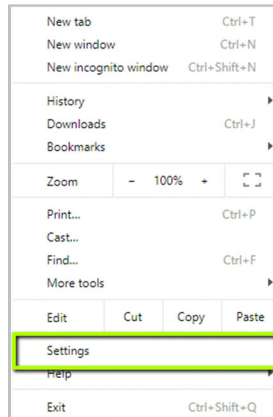 New tab Ctrl+T
New window Ctrl+N
New incognito window Ctrl+Shift+N
History
Downloads Ctrl+J
Bookmarks
Zoom - 100% +
Print... Ctrl+P
Cast...
Find... Ctrl+F
More tools
Edit Cut Copy Paste
Settings
Help
Exit Ctrl+Shift+Q